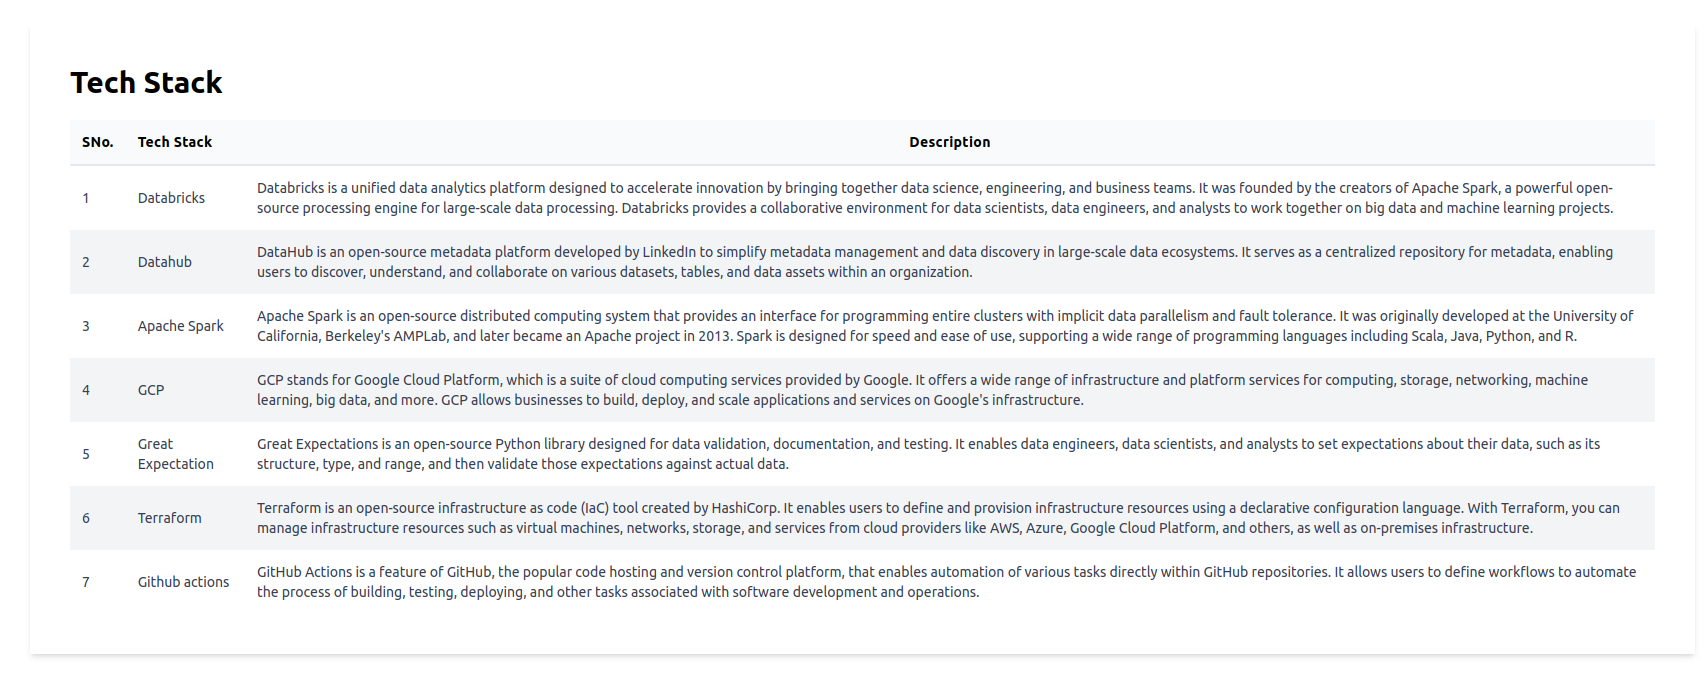 Tech Stack
SNo. Tech Stack Description
1 Databricks Databricks is a unified data analytics platform designed to accelerate innovation by bringing together data science, engineering, and business teams. It was founded by the creators of Apache Spark, a powerful open-
source processing engine for large-scale data processing. Databricks provides a collaborative environment for data scientists, data engineers, and analysts to work together on big data and machine learning projects.
2 Datahub DataHub is an open-source metadata platform developed by LinkedIn to simplify metadata management and data discovery in large-scale data ecosystems. It serves as a centralized repository for metadata, enabling
users to discover, understand, and collaborate on various datasets, tables, and data assets within an organization.
3 Apache Spark Apache Spark is an open-source distributed computing system that provides an interface for programming entire clusters with implicit data parallelism and fault tolerance. It was originally developed at the University of
California, Berkeley's AMPLab, and later became an Apache project in 2013. Spark is designed for speed and ease of use, supporting a wide range of programming languages including Scala, Java, Python, and R.
4 GCP GCP stands for Google Cloud Platform, which is a suite of cloud computing services provided by Google. It offers a wide range of infrastructure and platform services for computing, storage, networking, machine
learning, big data, and more. GCP allows businesses to build, deploy, and scale applications and services on Google's infrastructure.
5 Great
Expectation
Great Expectations is an open-source Python library designed for data validation, documentation, and testing. It enables data engineers, data scientists, and analysts to set expectations about their data, such as its
structure, type, and range, and then validate those expectations against actual data.
6 Terraform Terraform is an open-source infrastructure as code (IaC) tool created by HashiCorp. It enables users to define and provision infrastructure resources using a declarative configuration language. With Terraform, you can
manage infrastructure resources such as virtual machines, networks, storage, and services from cloud providers like AWS, Azure, Google Cloud Platform, and others, as well as on-premises infrastructure.
7 Github actions GitHub Actions is a feature of GitHub, the popular code hosting and version control platform, that enables automation of various tasks directly within GitHub repositories. It allows users to define workflows to automate
the process of building, testing, deploying, and other tasks associated with software development and operations.